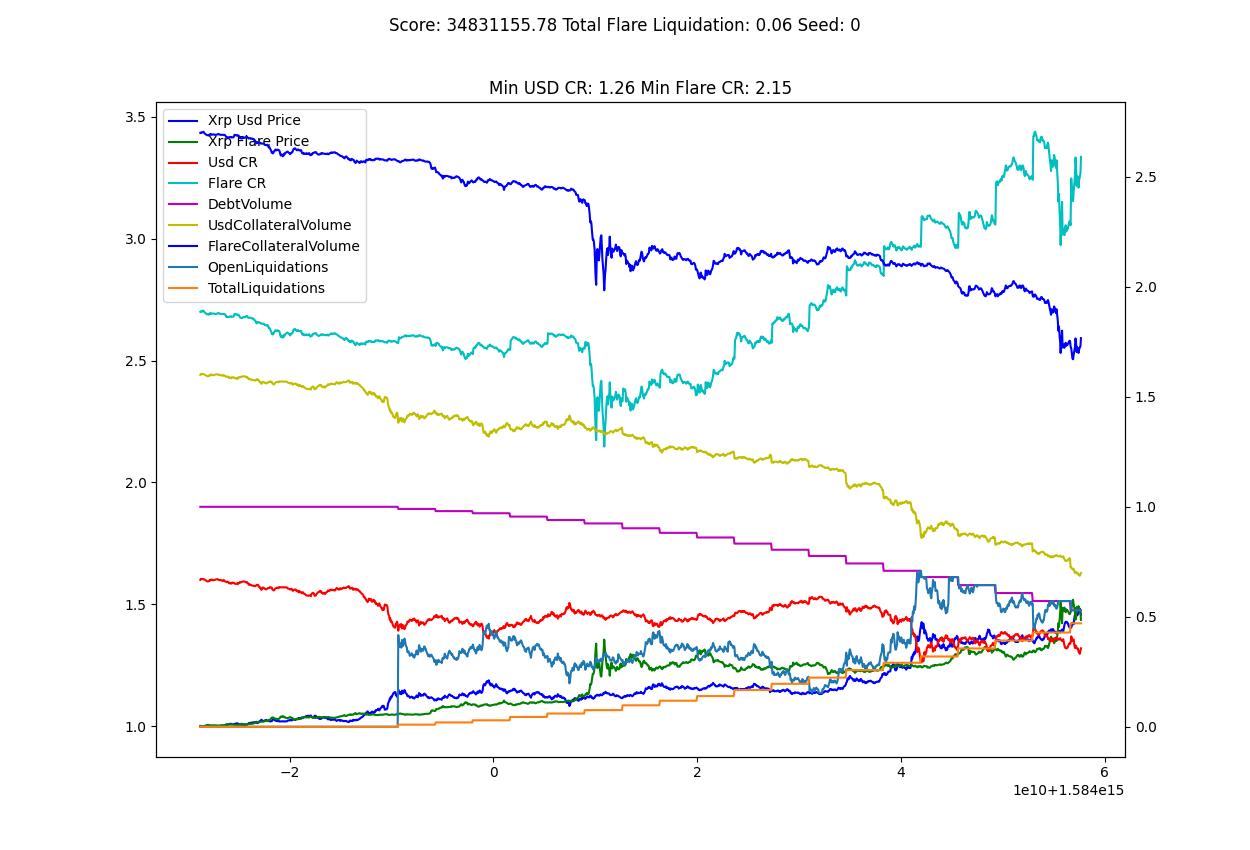 Score: 34831155.78 Total Flare Liquidation: 0.06 Seed: 0
Min USD CR: 1.26 Min Flare CR: 2.15
Xrp Usd Price
Xrp Flare Price
Usd CR
Flare CR
DebtVolume
UsdCollateralVolume
FlareCollateralVolume
OpenLiquidations
TotalLiquidations
3.5
3.0
2.5
2.0
1.5
1.0
2.5
2.0
1.5
1.0
0.5
0.0
−2 0 2 4 6
1e10+1.584e15